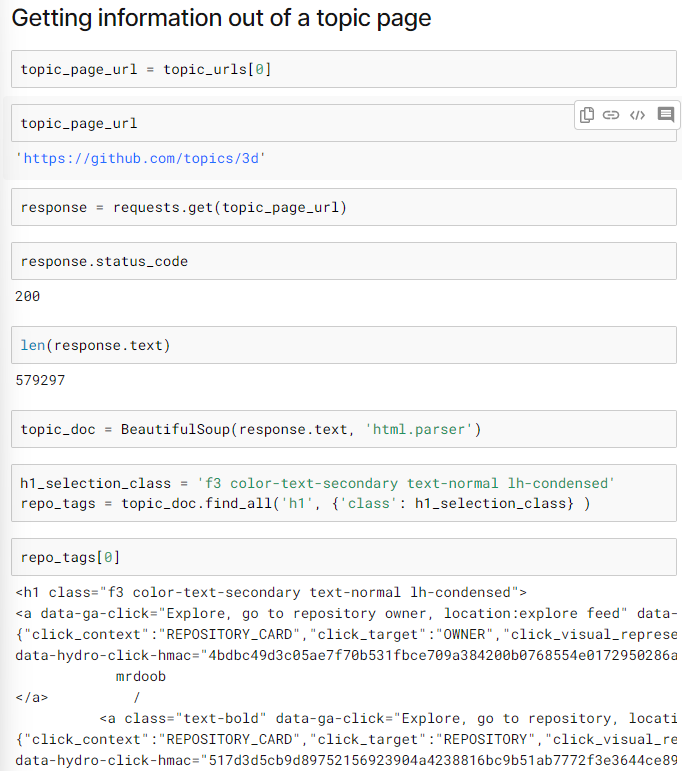 Getting information out of a topic page
topic_page_url = topic_urls[0]
topic_page_url
'https://github.com/topics/3d'
response = requests.get(topic_page_url)
response.status_code
200
len(response.text)
579297
topic_doc = BeautifulSoup(response.text, 'html.parser')
h1_selection_class = 'f3 color-text-secondary text-normal lh-condensed'
repo_tags = topic_doc.find_all('h1', {'class': h1_selection_class} )
repo_tags[0]
<h1 class="f3 color-text-secondary text-normal lh-condensed">
<a data-ga-click="Explore, go to repository owner, location:explore feed" data-
{"click_context":"REPOSITORY_CARD","click_target":"OWNER","click_visual_represe
data-hydro-click-hmac="4bdbc49d3c05ae7f70b531fbce709a384200b0768554e0172950286a
mrdoob
</a> /
<a class="text-bold" data-ga-click="Explore, go to repository, locati
{"click_context":"REPOSITORY_CARD","click_target":"REPOSITORY","click_visual_re
data-hydro-click-hmac="517d3d5cb9d89752156923904a4238816bc9b51ab7772f3e3644ce89